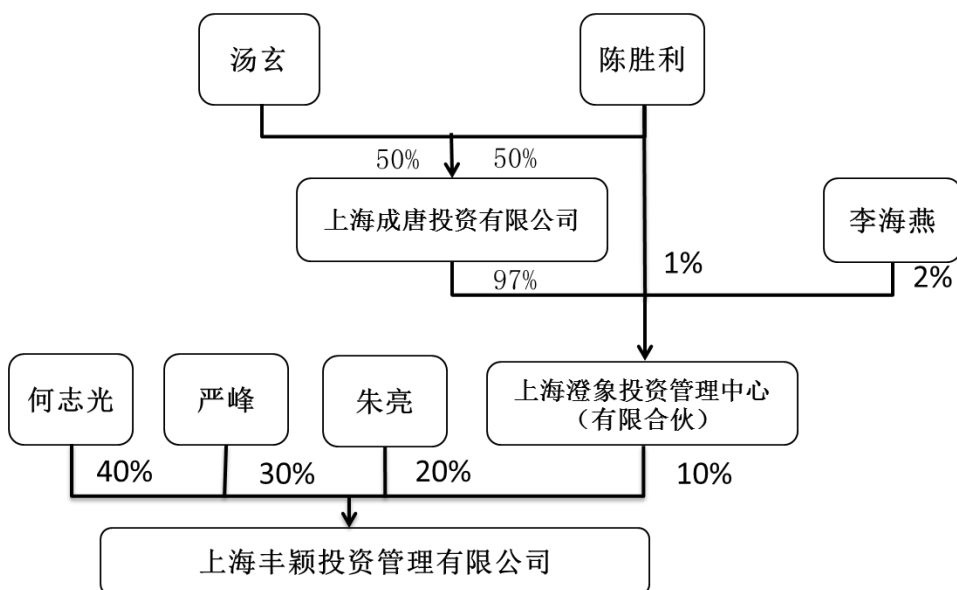 汤玄
陈胜利
50%
50%
上海成唐投资有限公司
李海燕
97%
1%
2%
何志光
严峰
朱亮
上海澄象投资管理中心
（有限合伙）
40%
30%
20%
10%
上海丰颖投资管理有限公司